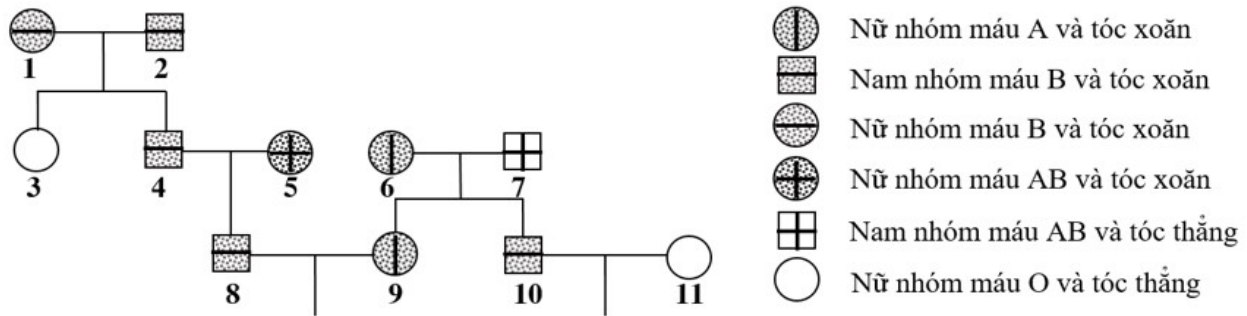 1 2
3 4 5 6 7
8 9 10 11
Nữ nhóm máu A và tóc xoăn
Nam nhóm máu B và tóc xoăn
Nữ nhóm máu B và tóc xoăn
Nữ nhóm máu AB và tóc xoăn
Nam nhóm máu AB và tóc thẳng
Nữ nhóm máu O và tóc thẳng